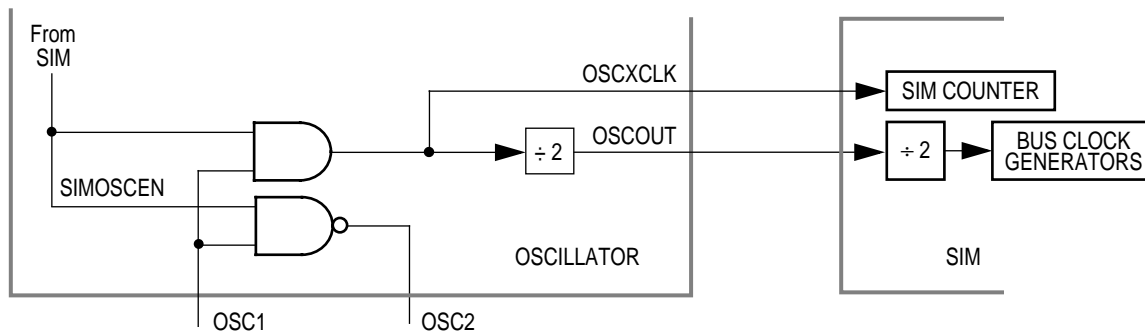 From
SIM
OSCXCLK
SIM COUNTER
OSCOUT
÷ 2
÷ 2
BUS CLOCK
GENERATORS
SIMOSCEN
OSCILLATOR
SIM
OSC1
OSC2